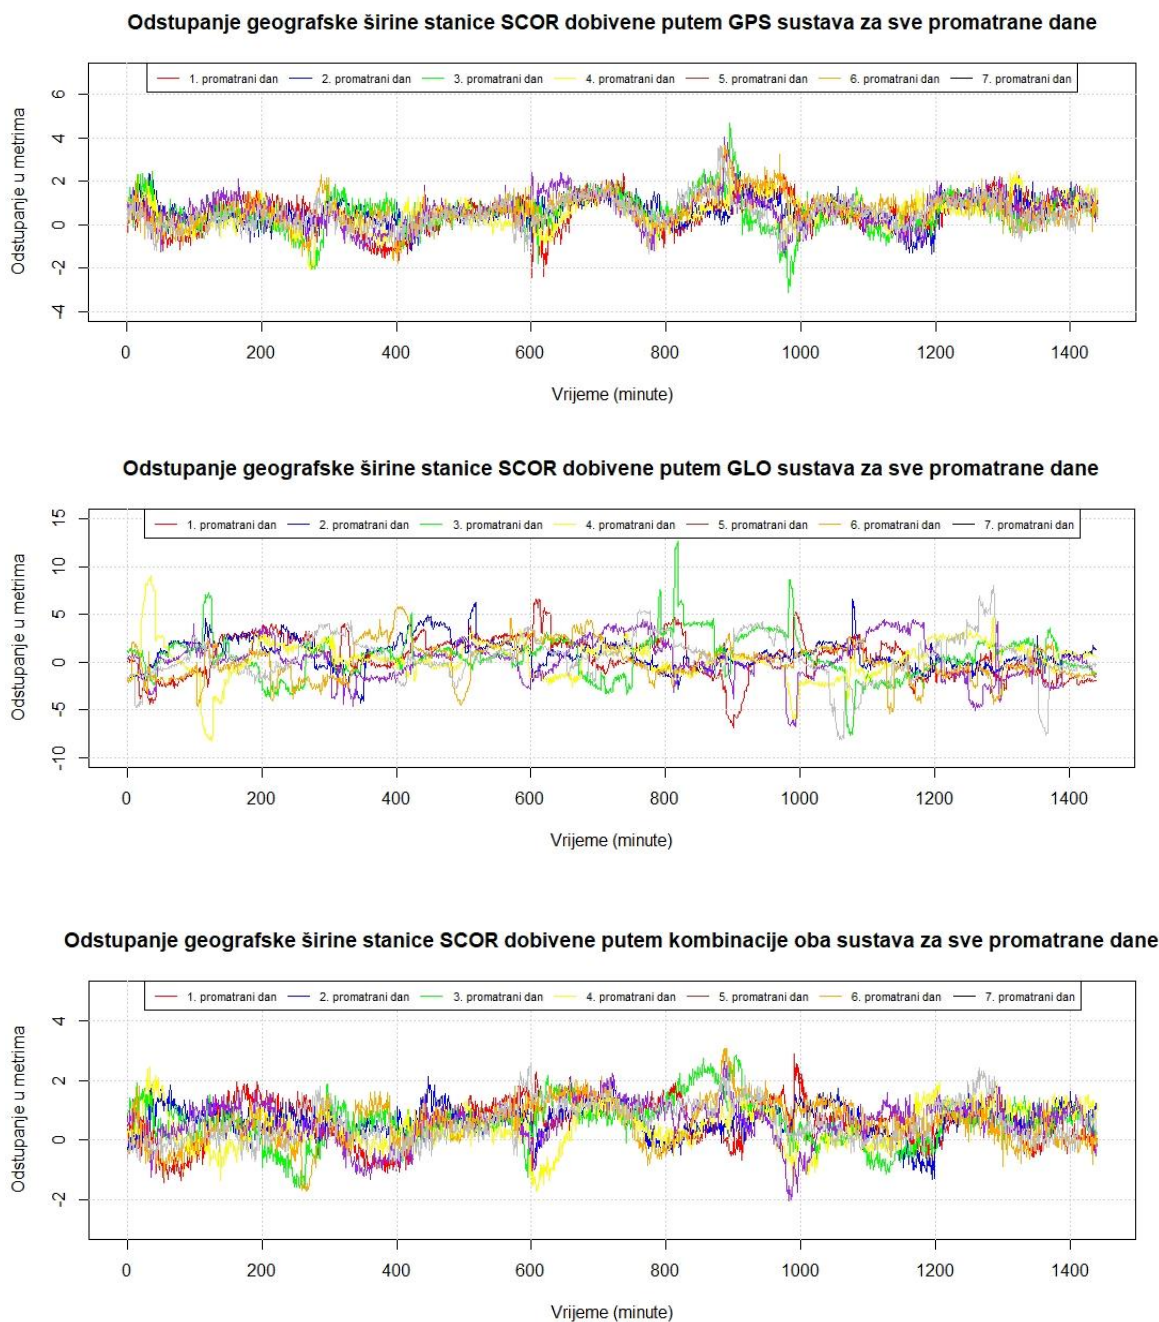 Odstupanje geografske širine stanice SCOR dobivene putem GPS sustava za sve promatrane dane
1. promatrani dan 2. promatrani dan 3. promatrani dan 4. promatrani dan 5. promatrani dan 6. promatrani dan 7. promatrani dan
Odstupanje u metrima
6
4
2
0
-2
-4
0 200 400 600 800 1000 1200 1400
Vrijeme (minute)
Odstupanje geografske širine stanice SCOR dobivene putem GLO sustava za sve promatrane dane
1. promatrani dan 2. promatrani dan 3. promatrani dan 4. promatrani dan 5. promatrani dan 6. promatrani dan 7. promatrani dan
Odstupanje u metrima
15
10
5
0
-5
-10
0 200 400 600 800 1000 1200 1400
Vrijeme (minute)
Odstupanje geografske širine stanice SCOR dobivene putem kombinacije oba sustava za sve promatrane dane
1. promatrani dan 2. promatrani dan 3. promatrani dan 4. promatrani dan 5. promatrani dan 6. promatrani dan 7. promatrani dan
Odstupanje u metrima
4
2
0
-2
0 200 400 600 800 1000 1200 1400
Vrijeme (minute)